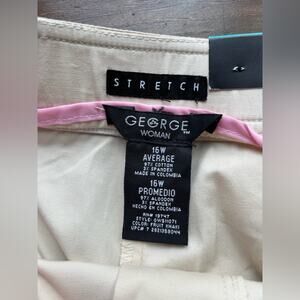 STRETCH
GEORGE
WOMAN
16W
AVERAGE
97% COTTON
3% SPANDEX
MADE IN COLOMBIA
16W
PROMEDIO
97% ALGODON
3% SPANDEX
HECHO EN COLOMBIA
RN# 19747
COLOR: FRUIT KHAKI